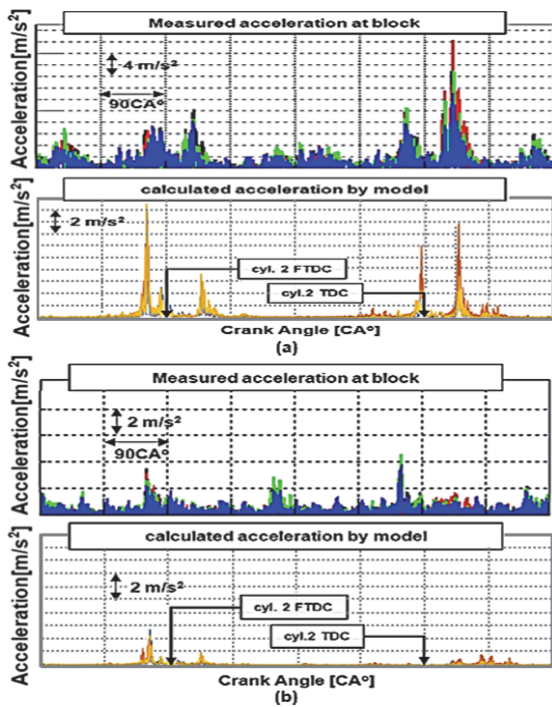 Measured acceleration at block
Acceleration[m/s²]
4 m/s²
90CA°
calculated acceleration by model
Acceleration[m/s²]
2 m/s²
cyl. 2 FTDC
cyl.2 TDC
Crank Angle [CA°]
(a)
Measured acceleration at block
Acceleration[m/s²]
2 m/s²
90CA°
calculated acceleration by model
Acceleration[m/s²]
2 m/s²
cyl. 2 FTDC
cyl.2 TDC
Crank Angle [CA°]
(b)